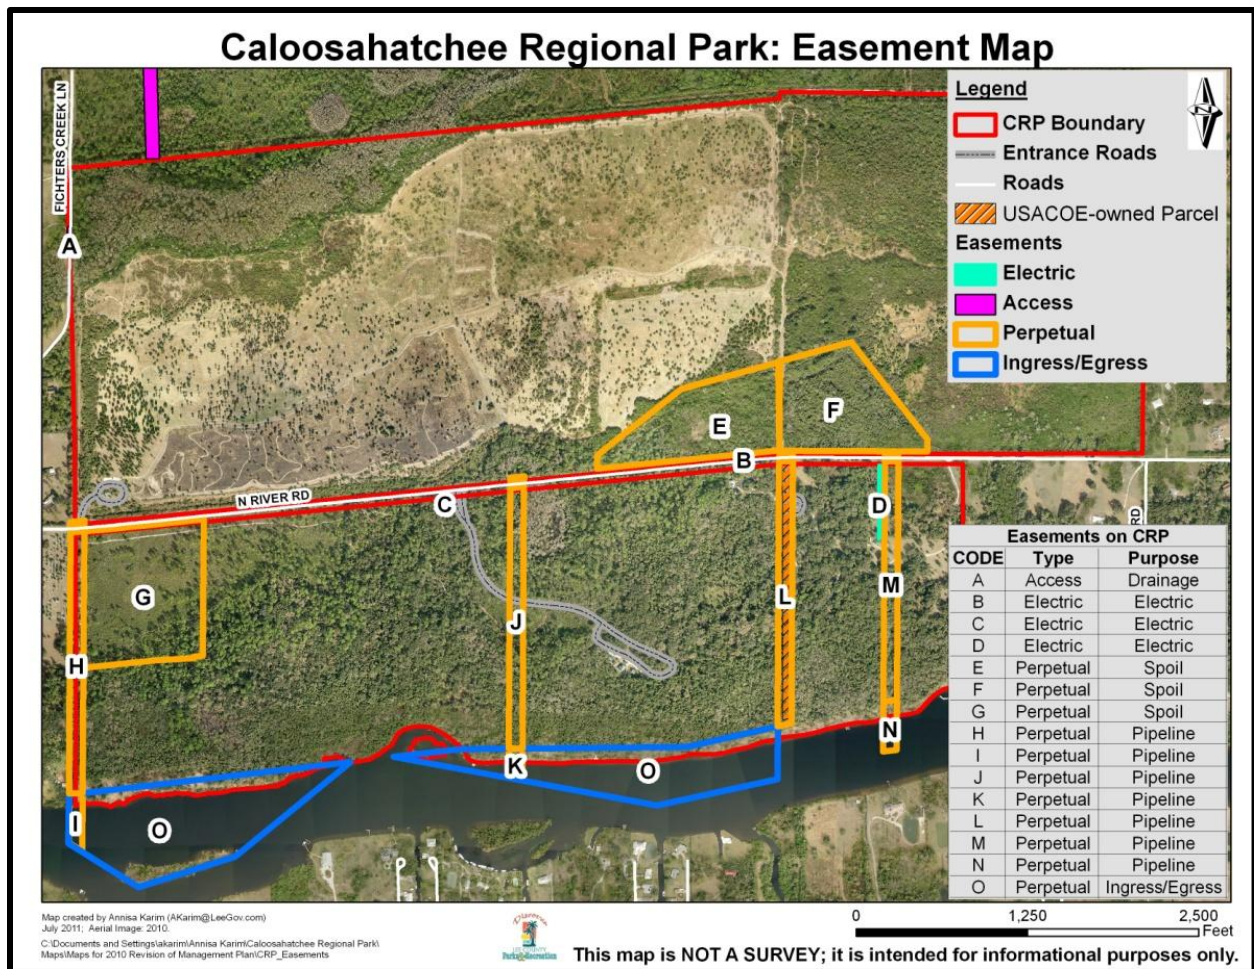 Caloosahatchee Regional Park: Easement Map
Legend
CRP Boundary
Entrance Roads
Roads
USACOE-owned Parcel
Easements
Electric
Access
Perpetual
Ingress/Egress
FICHTERS CREEK LN
A
E
F
B
N RIVER RD
C
D
G
J
L
M
H
RD
N
K
O
I
O
Easements on CRP
CODE Type Purpose
A Access Drainage
B Electric Electric
C Electric Electric
D Electric Electric
E Perpetual Spoil
F Perpetual Spoil
G Perpetual Spoil
H Perpetual Pipeline
I Perpetual Pipeline
J Perpetual Pipeline
K Perpetual Pipeline
L Perpetual Pipeline
M Perpetual Pipeline
N Perpetual Pipeline
O Perpetual Ingress/Egress
Map created by Annisa Karim (AKarim@LeeGov.com)
July 2011; Aerial Image: 2010.
C:\Documents and Settings\akarim\Annisa Karim\Caloosahatchee Regional Park\
Maps\Maps for 2010 Revision of Management Plan\CRP_Easements
Discover
LEE COUNTY
Parks & Recreation
0 1,250 2,500
Feet
This map is NOT A SURVEY; it is intended for informational purposes only.